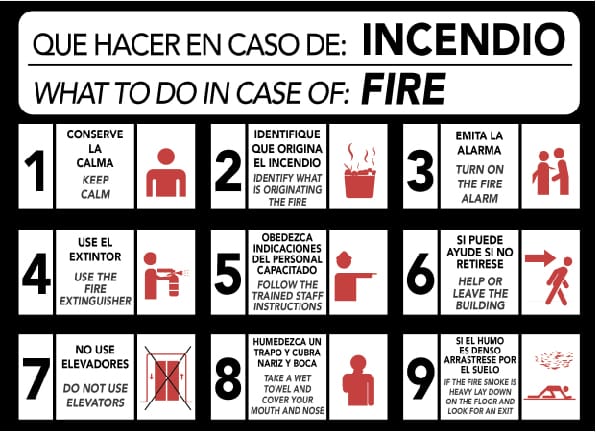 QUE HACER EN CASO DE: INCENDIO
WHAT TO DO IN CASE OF: FIRE
1
CONSERVE
LA
CALMA
KEEP
CALM
2
IDENTIFIQUE
QUE ORIGINA
EL INCENDIO
IDENTIFY WHAT
IS ORIGINATING
THE FIRE
3
EMITA LA
ALARMA
TURN ON
THE FIRE
ALARM
4
USE EL
EXTINTOR
USE THE
FIRE
EXTINGUISHER
5
OBEDEZCA
INDICACIONES
DEL PERSONAL
CAPACITADO
FOLLOW THE
TRAINED STAFF
INSTRUCTIONS
6
SI PUEDE
AYUDE SI NO
RETIRESE
HELP OR
LEAVE THE
BUILDING
7
NO USE
ELEVADORES
DO NOT USE
ELEVATORS
8
HUMEDEZCA UN
TRAPO Y CUBRA
NARIZ Y BOCA
TAKE A WET
TOWEL AND
COVER YOUR
MOUTH AND NOSE
9
SI EL HUMO
ES DENSO
ARRASTRESE POR
EL SUELO
IF THE FIRE SMOKE IS
HEAVY LAY DOWN
ON THE FLOOR AND
LOOK FOR AN EXIT